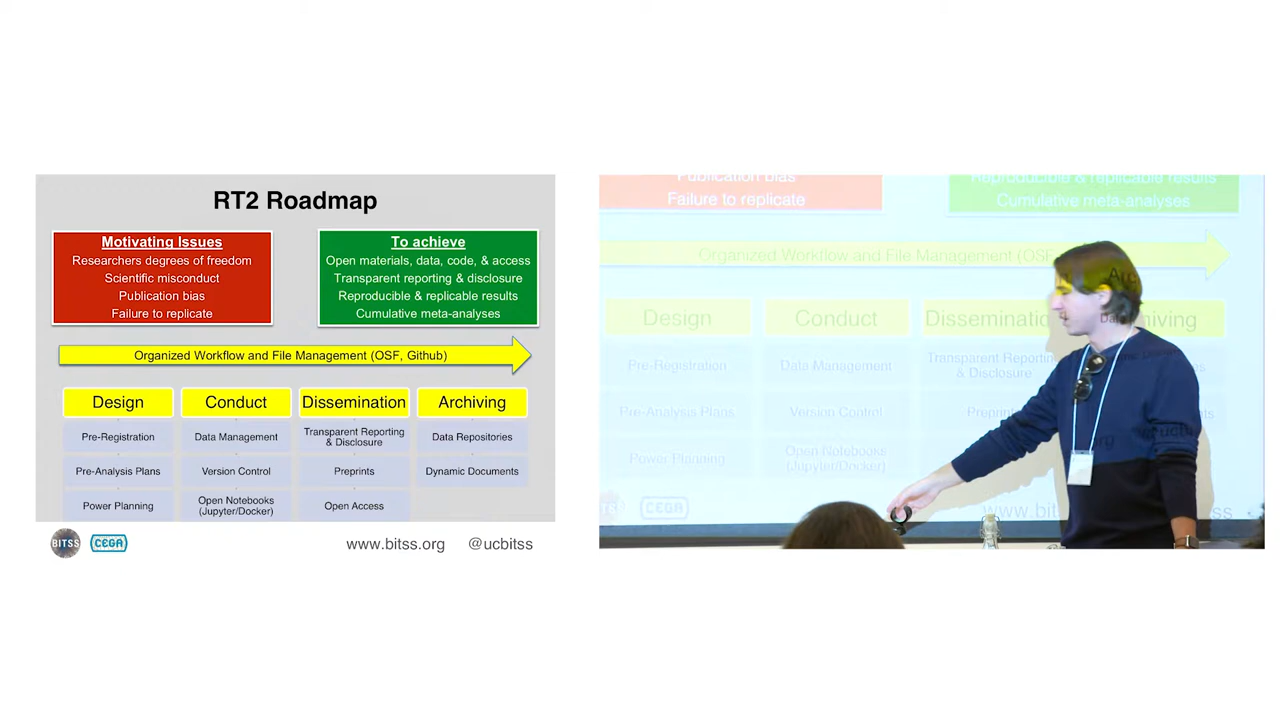 RT2 Roadmap
Motivating Issues
Researchers degrees of freedom
Scientific misconduct
Publication bias
Failure to replicate
To achieve
Open materials, data, code, & access
Transparent reporting & disclosure
Reproducible & replicable results
Cumulative meta-analyses
Organized Workflow and File Management (OSF, Github)
Design
Pre-Registration
Pre-Analysis Plans
Power Planning
Conduct
Data Management
Version Control
Open Notebooks
(Jupyter/Docker)
Dissemination
Transparent Reporting
& Disclosure
Preprints
Open Access
Archiving
Data Repositories
Dynamic Documents
BITSS
CEGA
www.bitss.org
@ucbitss
Publication bias
Failure to replicate
Reproducible & replicable results
Cumulative meta-analyses
Organized Workflow and File Management (OSF,
Design
Pre-Registration
Pre-Analysis Plans
Power Planning
Conduct
Data Management
Version Control
Open Notebooks
(Jupyter/Docker)
Transparent Reporting
& Disclosure
CEGA